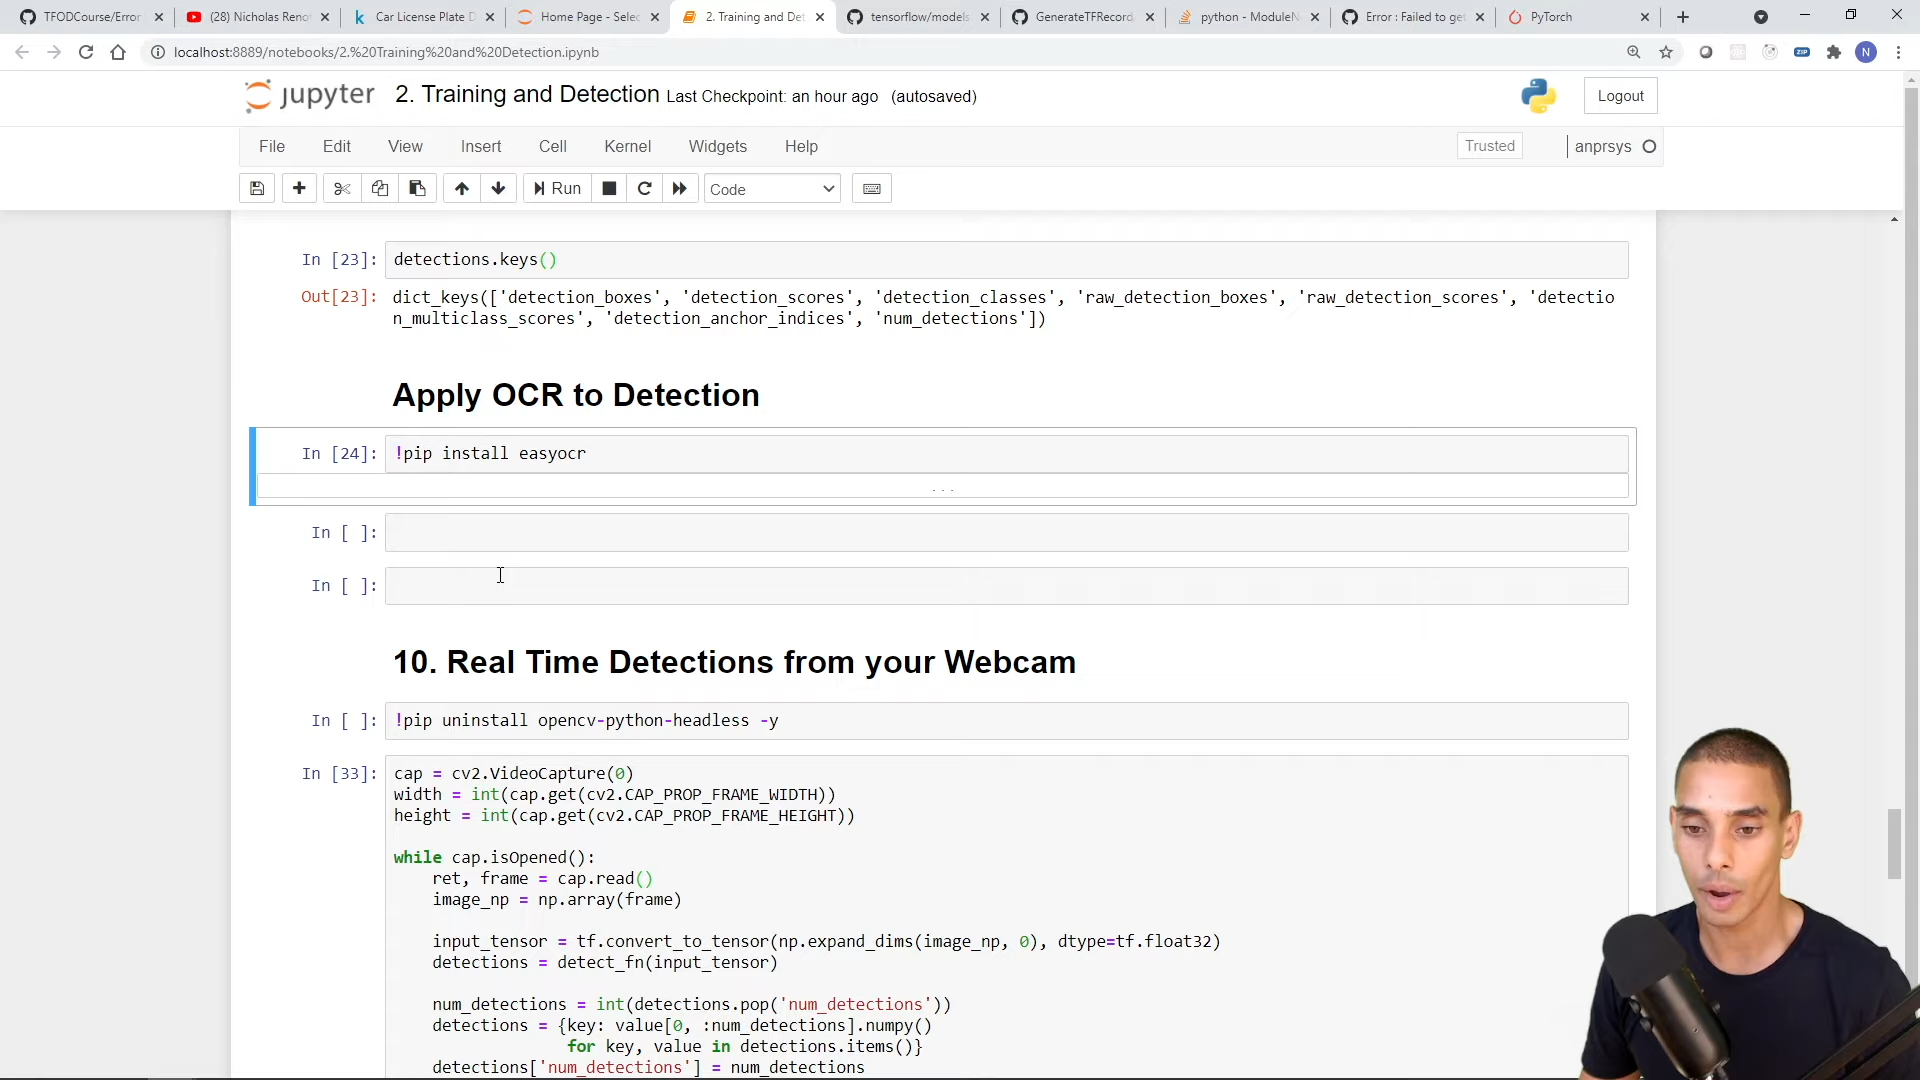 TFODCourse/Error
(28) Nicholas Reno
Car License Plate D
Home Page - Selec
2. Training and Det
tensorflow/models
GenerateTFRecord
python - ModuleN
Error : Failed to get
PyTorch
localhost:8889/notebooks/2.%20Training%20and%20Detection.ipynb
ZIP
N
jupyter
2. Training and Detection Last Checkpoint: an hour ago (autosaved)
Logout
File Edit View Insert Cell Kernel Widgets Help
Trusted
anprsys
Run
Code
In [23]: detections.keys()
Out[23]: dict_keys(['detection_boxes', 'detection_scores', 'detection_classes', 'raw_detection_boxes', 'raw_detection_scores', 'detectio
n_multiclass_scores', 'detection_anchor_indices', 'num_detections'])
Apply OCR to Detection
In [24]: !pip install easyocr
...
In [ ]:
In [ ]:
10. Real Time Detections from your Webcam
In [ ]: !pip uninstall opencv-python-headless -y
In [33]: cap = cv2.VideoCapture(0)
width = int(cap.get(cv2.CAP_PROP_FRAME_WIDTH))
height = int(cap.get(cv2.CAP_PROP_FRAME_HEIGHT))
while cap.isOpened():
ret, frame = cap.read()
image_np = np.array(frame)
input_tensor = tf.convert_to_tensor(np.expand_dims(image_np, 0), dtype=tf.float32)
detections = detect_fn(input_tensor)
num_detections = int(detections.pop('num_detections'))
detections = {key: value[0, :num_detections].numpy()
for key, value in detections.items()}
detections['num_detections'] = num_detections